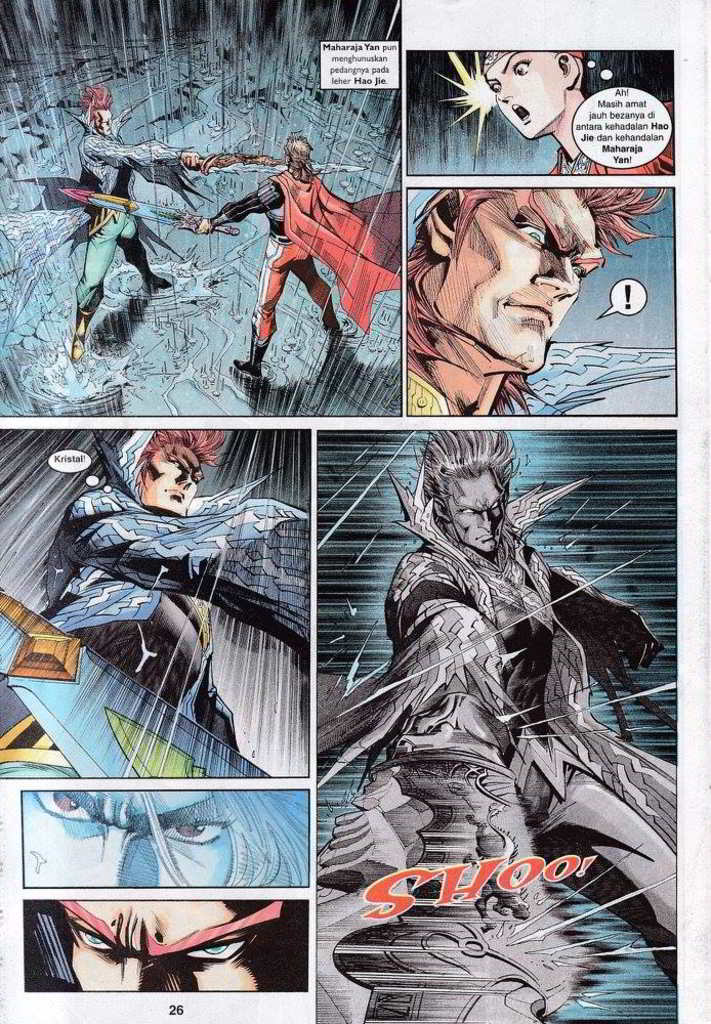 Maharaja Yan pun
menghunuskan
pedangnya pada
leher Hao Jie.
Ah!
Masih amat
jauh bezanya di
antara kehadalan Hao
Jie dan kehandalan
Maharaja
Yan!
!
Kristal!
SHOO!
26